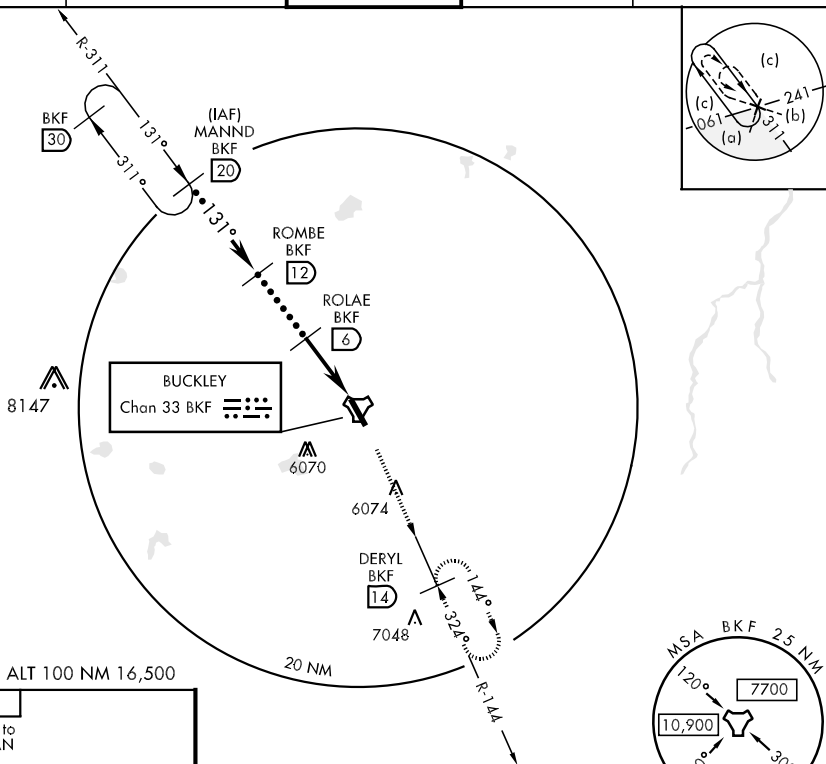 R-311
BKF
30
131°
311°
(IAF)
MANND
BKF
20
131°
ROMBE
BKF
12
ROLAE
BKF
6
(c)
(c)
241
061
(b)
311
(a)
8147
BUCKLEY
Chan 33 BKF
6070
6074
DERYL
BKF
14
144°
324°
7048
20 NM
R-144
ALT 100 NM 16,500
to
MSA BKF 25 NM
120°
7700
10,900